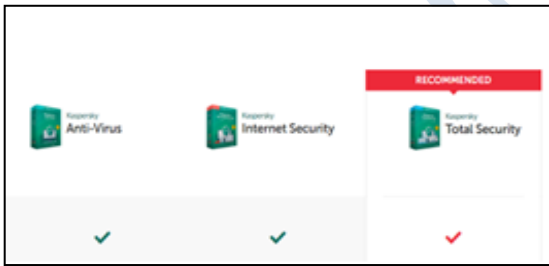 RECOMMENDED
Kaspersky
Anti-Virus
Kaspersky
Internet Security
Kaspersky
Total Security